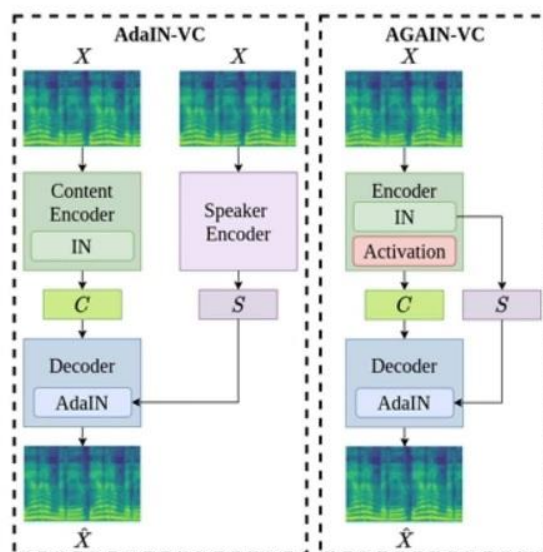 AdaIN-VC
X
X
Content
Encoder
IN
Speaker
Encoder
C
S
Decoder
AdaIN
X̂
AGAIN-VC
X
Encoder
IN
Activation
C
S
Decoder
AdaIN
X̂